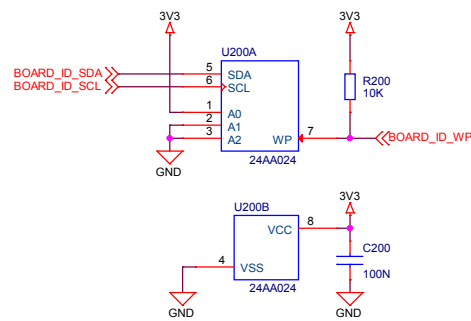 3V3
3V3
U200A
BOARD_ID_SDA
5
SDA
BOARD_ID_SCL
6
SCL
R200
10K
1
A0
2
A1
3
A2
WP
7
BOARD_ID_WP
GND
24AA024
3V3
U200B
VCC
8
C200
4
VSS
100N
24AA024
GND
GND